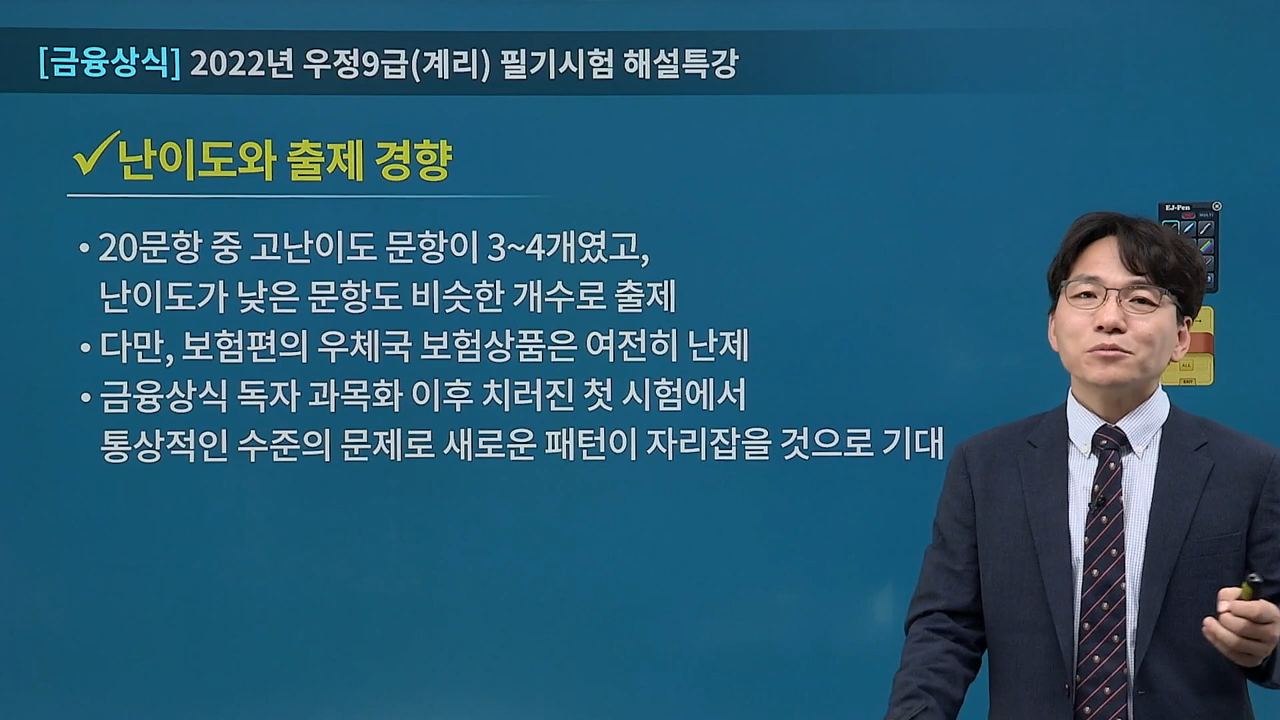 [금융상식] 2022년 우정9급(계리) 필기시험 해설특강
✓난이도와 출제 경향
• 20문항 중 고난이도 문항이 3~4개였고,
난이도가 낮은 문항도 비슷한 개수로 출제
• 다만, 보험편의 우체국 보험상품은 여전히 난제
• 금융상식 독자 과목화 이후 치러진 첫 시험에서
통상적인 수준의 문제로 새로운 패턴이 자리잡을 것으로 기대
EJ-Pen